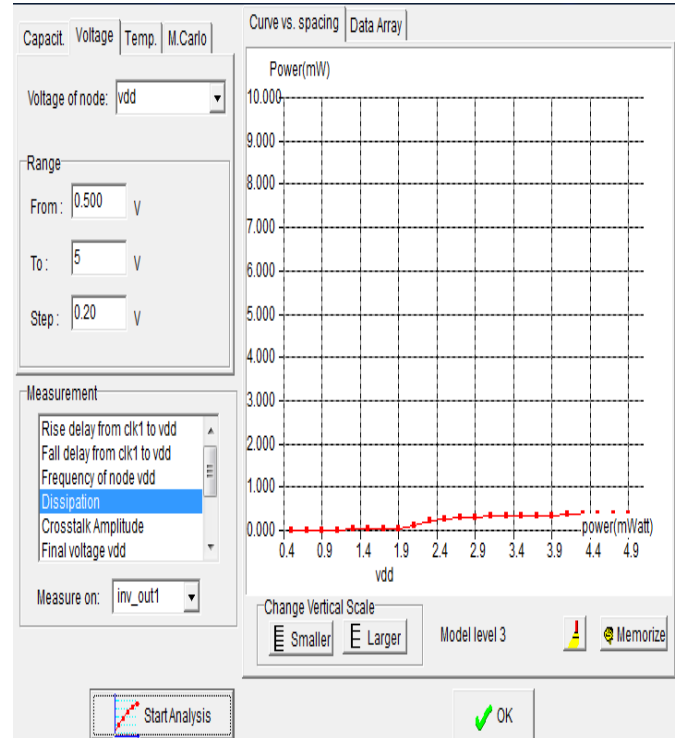 Capacit. Voltage Temp. M.Carlo
Voltage of node: vdd
Range
From : 0.500 V
To : 5 V
Step : 0.20 V
Measurement
Rise delay from clk1 to vdd
Fall delay from clk1 to vdd
Frequency of node vdd
Dissipation
Crosstalk Amplitude
Final voltage vdd
Measure on: inv_out1
Start Analysis
Curve vs. spacing Data Array
Power(mW)
10.000
9.000
8.000
7.000
6.000
5.000
4.000
3.000
2.000
1.000
0.000
power(mWatt)
0.4 0.9 1.4 1.9 2.4 2.9 3.4 3.9 4.4 4.9
vdd
Change Vertical Scale
Smaller Larger
Model level 3
Memorize
OK